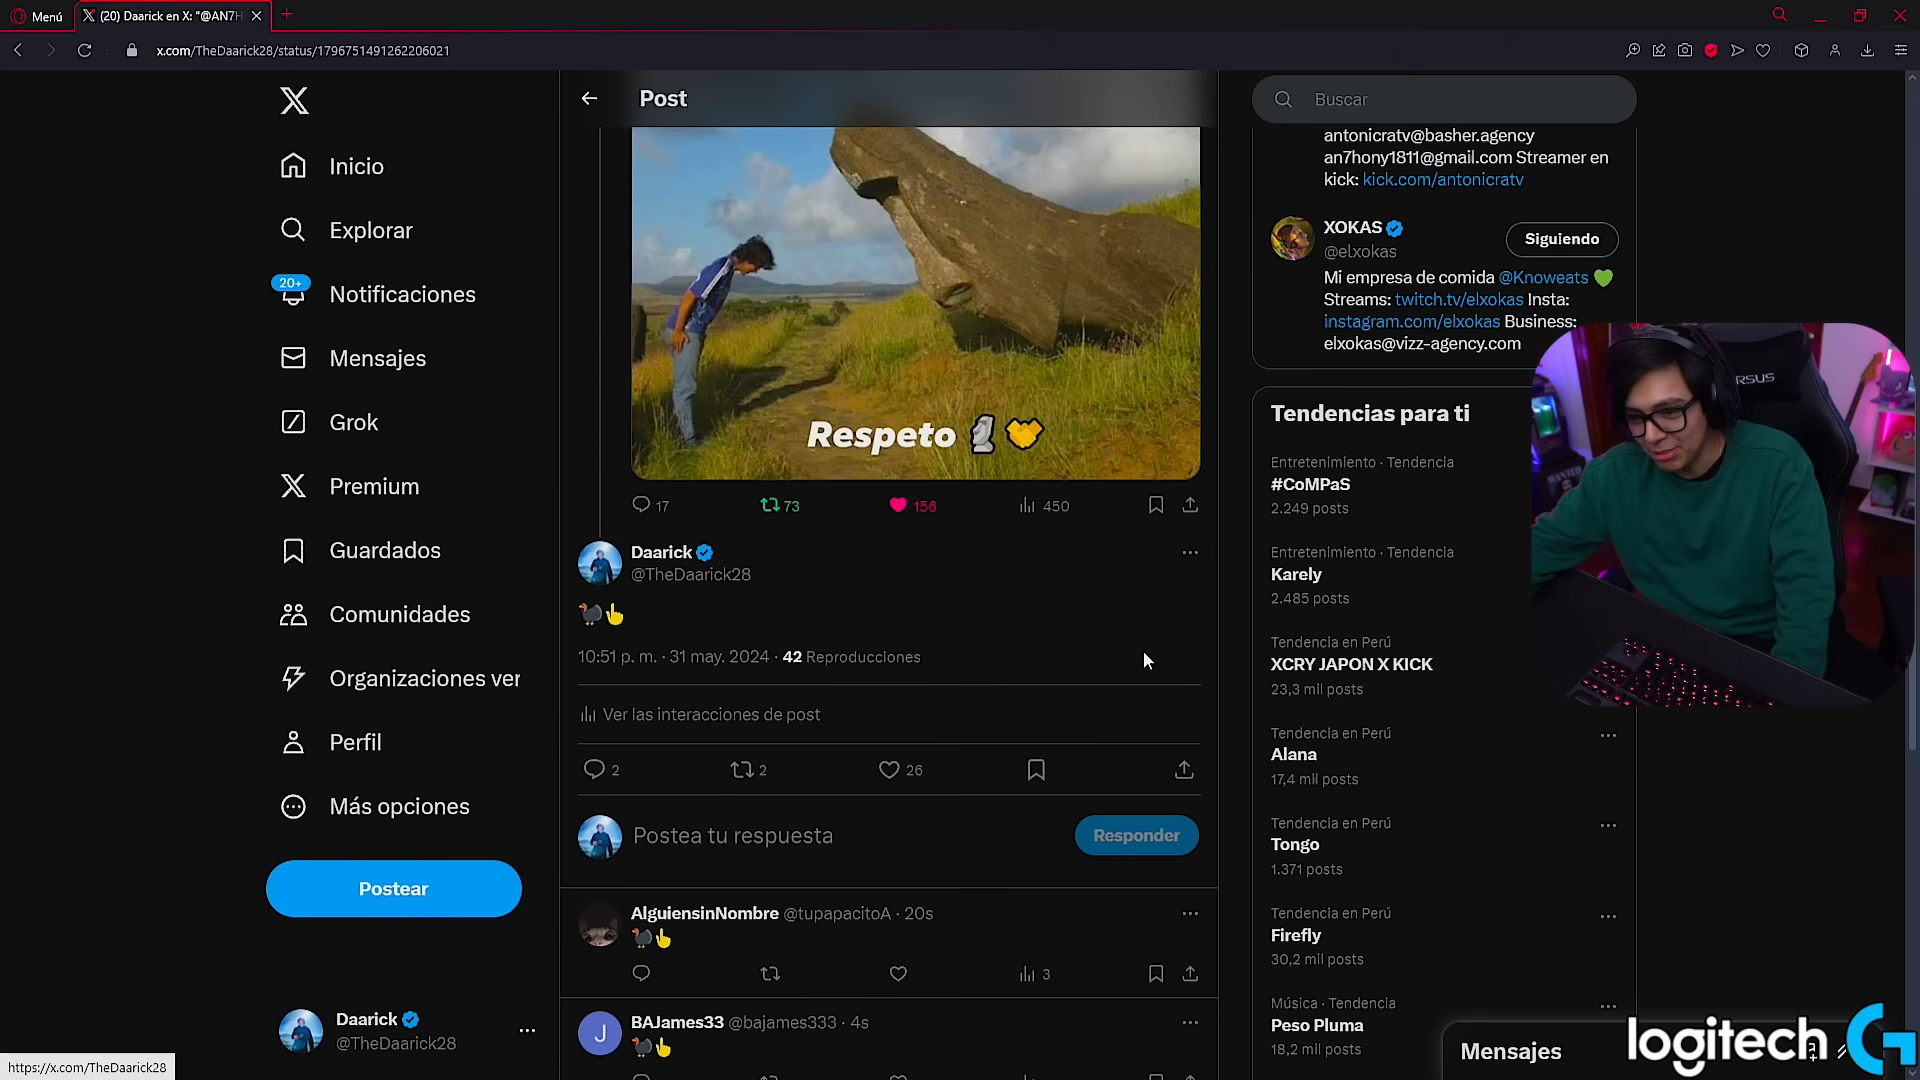 Menú
(20) Daarick en X: "@AN7H
x.com/TheDaarick28/status/1796751491262206021
Post
Buscar
Inicio
Explorar
20+
Notificaciones
Mensajes
Grok
Premium
Guardados
Comunidades
Organizaciones ver
Perfil
Más opciones
Postear
Daarick
@TheDaarick28
https://x.com/TheDaarick28
Respeto 🗿💛
17
73
156
450
Daarick
@TheDaarick28
🦃👆
10:51 p. m. · 31 may. 2024 · 42 Reproducciones
Ver las interacciones de post
2
2
26
Postea tu respuesta
Responder
AlguiensinNombre @tupapacitoA · 20s
🦃👆
3
J
BAJames33 @bajames333 · 4s
🦃👆
antonicratv@basher.agency
an7hony1811@gmail.com Streamer en
kick: kick.com/antonicratv
XOKAS
@elxokas
Siguiendo
Mi empresa de comida @Knoweats 💚
Streams: twitch.tv/elxokas Insta:
instagram.com/elxokas Business:
elxokas@vizz-agency.com
Tendencias para ti
Entretenimiento · Tendencia
#CoMPaS
2.249 posts
Entretenimiento · Tendencia
Karely
2.485 posts
Tendencia en Perú
XCRY JAPON X KICK
23,3 mil posts
Tendencia en Perú
Alana
17,4 mil posts
Tendencia en Perú
Tongo
1.371 posts
Tendencia en Perú
Firefly
30,2 mil posts
Música · Tendencia
Peso Pluma
18,2 mil posts
Mensajes
logitech G